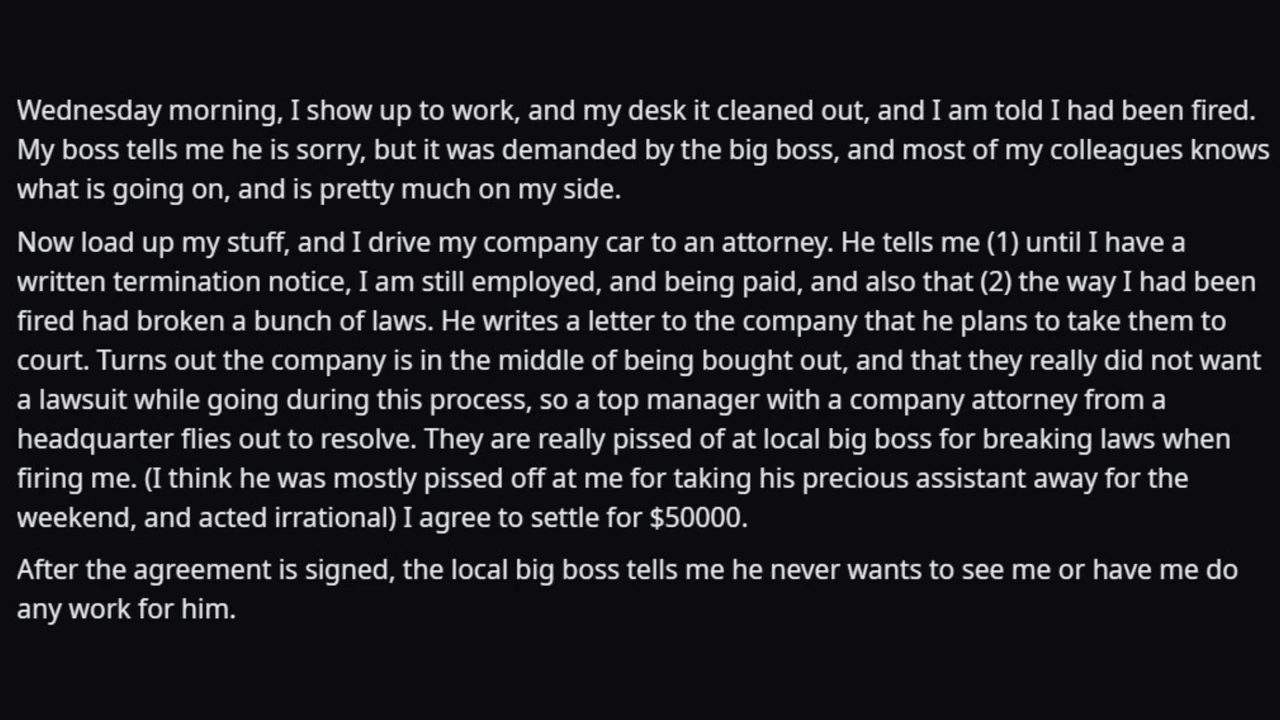 Wednesday morning, I show up to work, and my desk it cleaned out, and I am told I had been fired.
My boss tells me he is sorry, but it was demanded by the big boss, and most of my colleagues knows
what is going on, and is pretty much on my side.
Now load up my stuff, and I drive my company car to an attorney. He tells me (1) until I have a
written termination notice, I am still employed, and being paid, and also that (2) the way I had been
fired had broken a bunch of laws. He writes a letter to the company that he plans to take them to
court. Turns out the company is in the middle of being bought out, and that they really did not want
a lawsuit while going during this process, so a top manager with a company attorney from a
headquarter flies out to resolve. They are really pissed of at local big boss for breaking laws when
firing me. (I think he was mostly pissed off at me for taking his precious assistant away for the
weekend, and acted irrational) I agree to settle for $50000.
After the agreement is signed, the local big boss tells me he never wants to see me or have me do
any work for him.